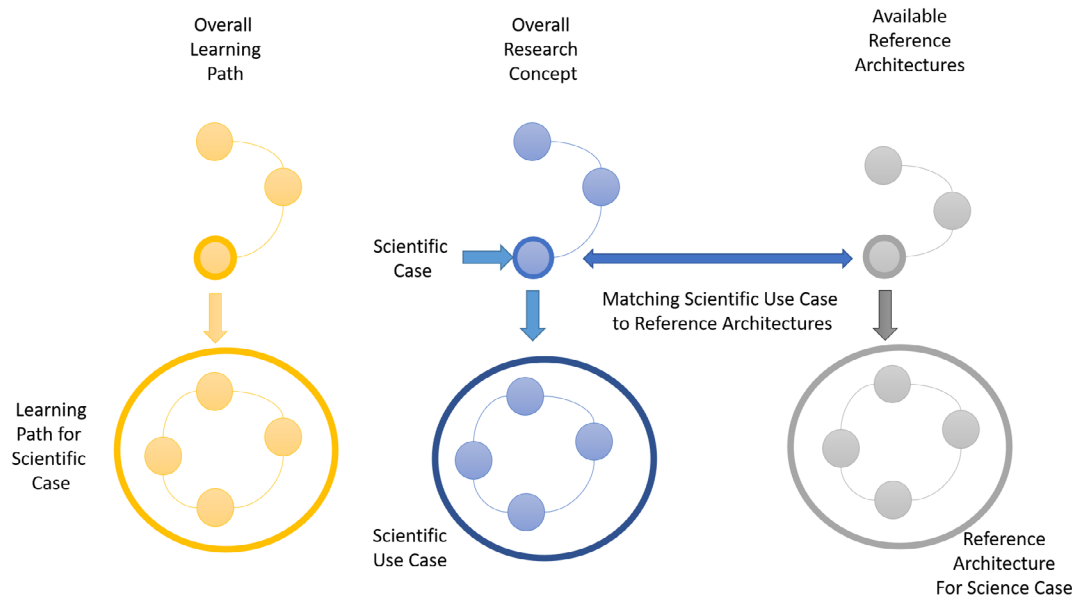 Overall
Learning
Path
Overall
Research
Concept
Available
Reference
Architectures
Scientific
Case
Matching Scientific Use Case
to Reference Architectures
Learning
Path for
Scientific
Case
Scientific
Use Case
Reference
Architecture
For Science Case